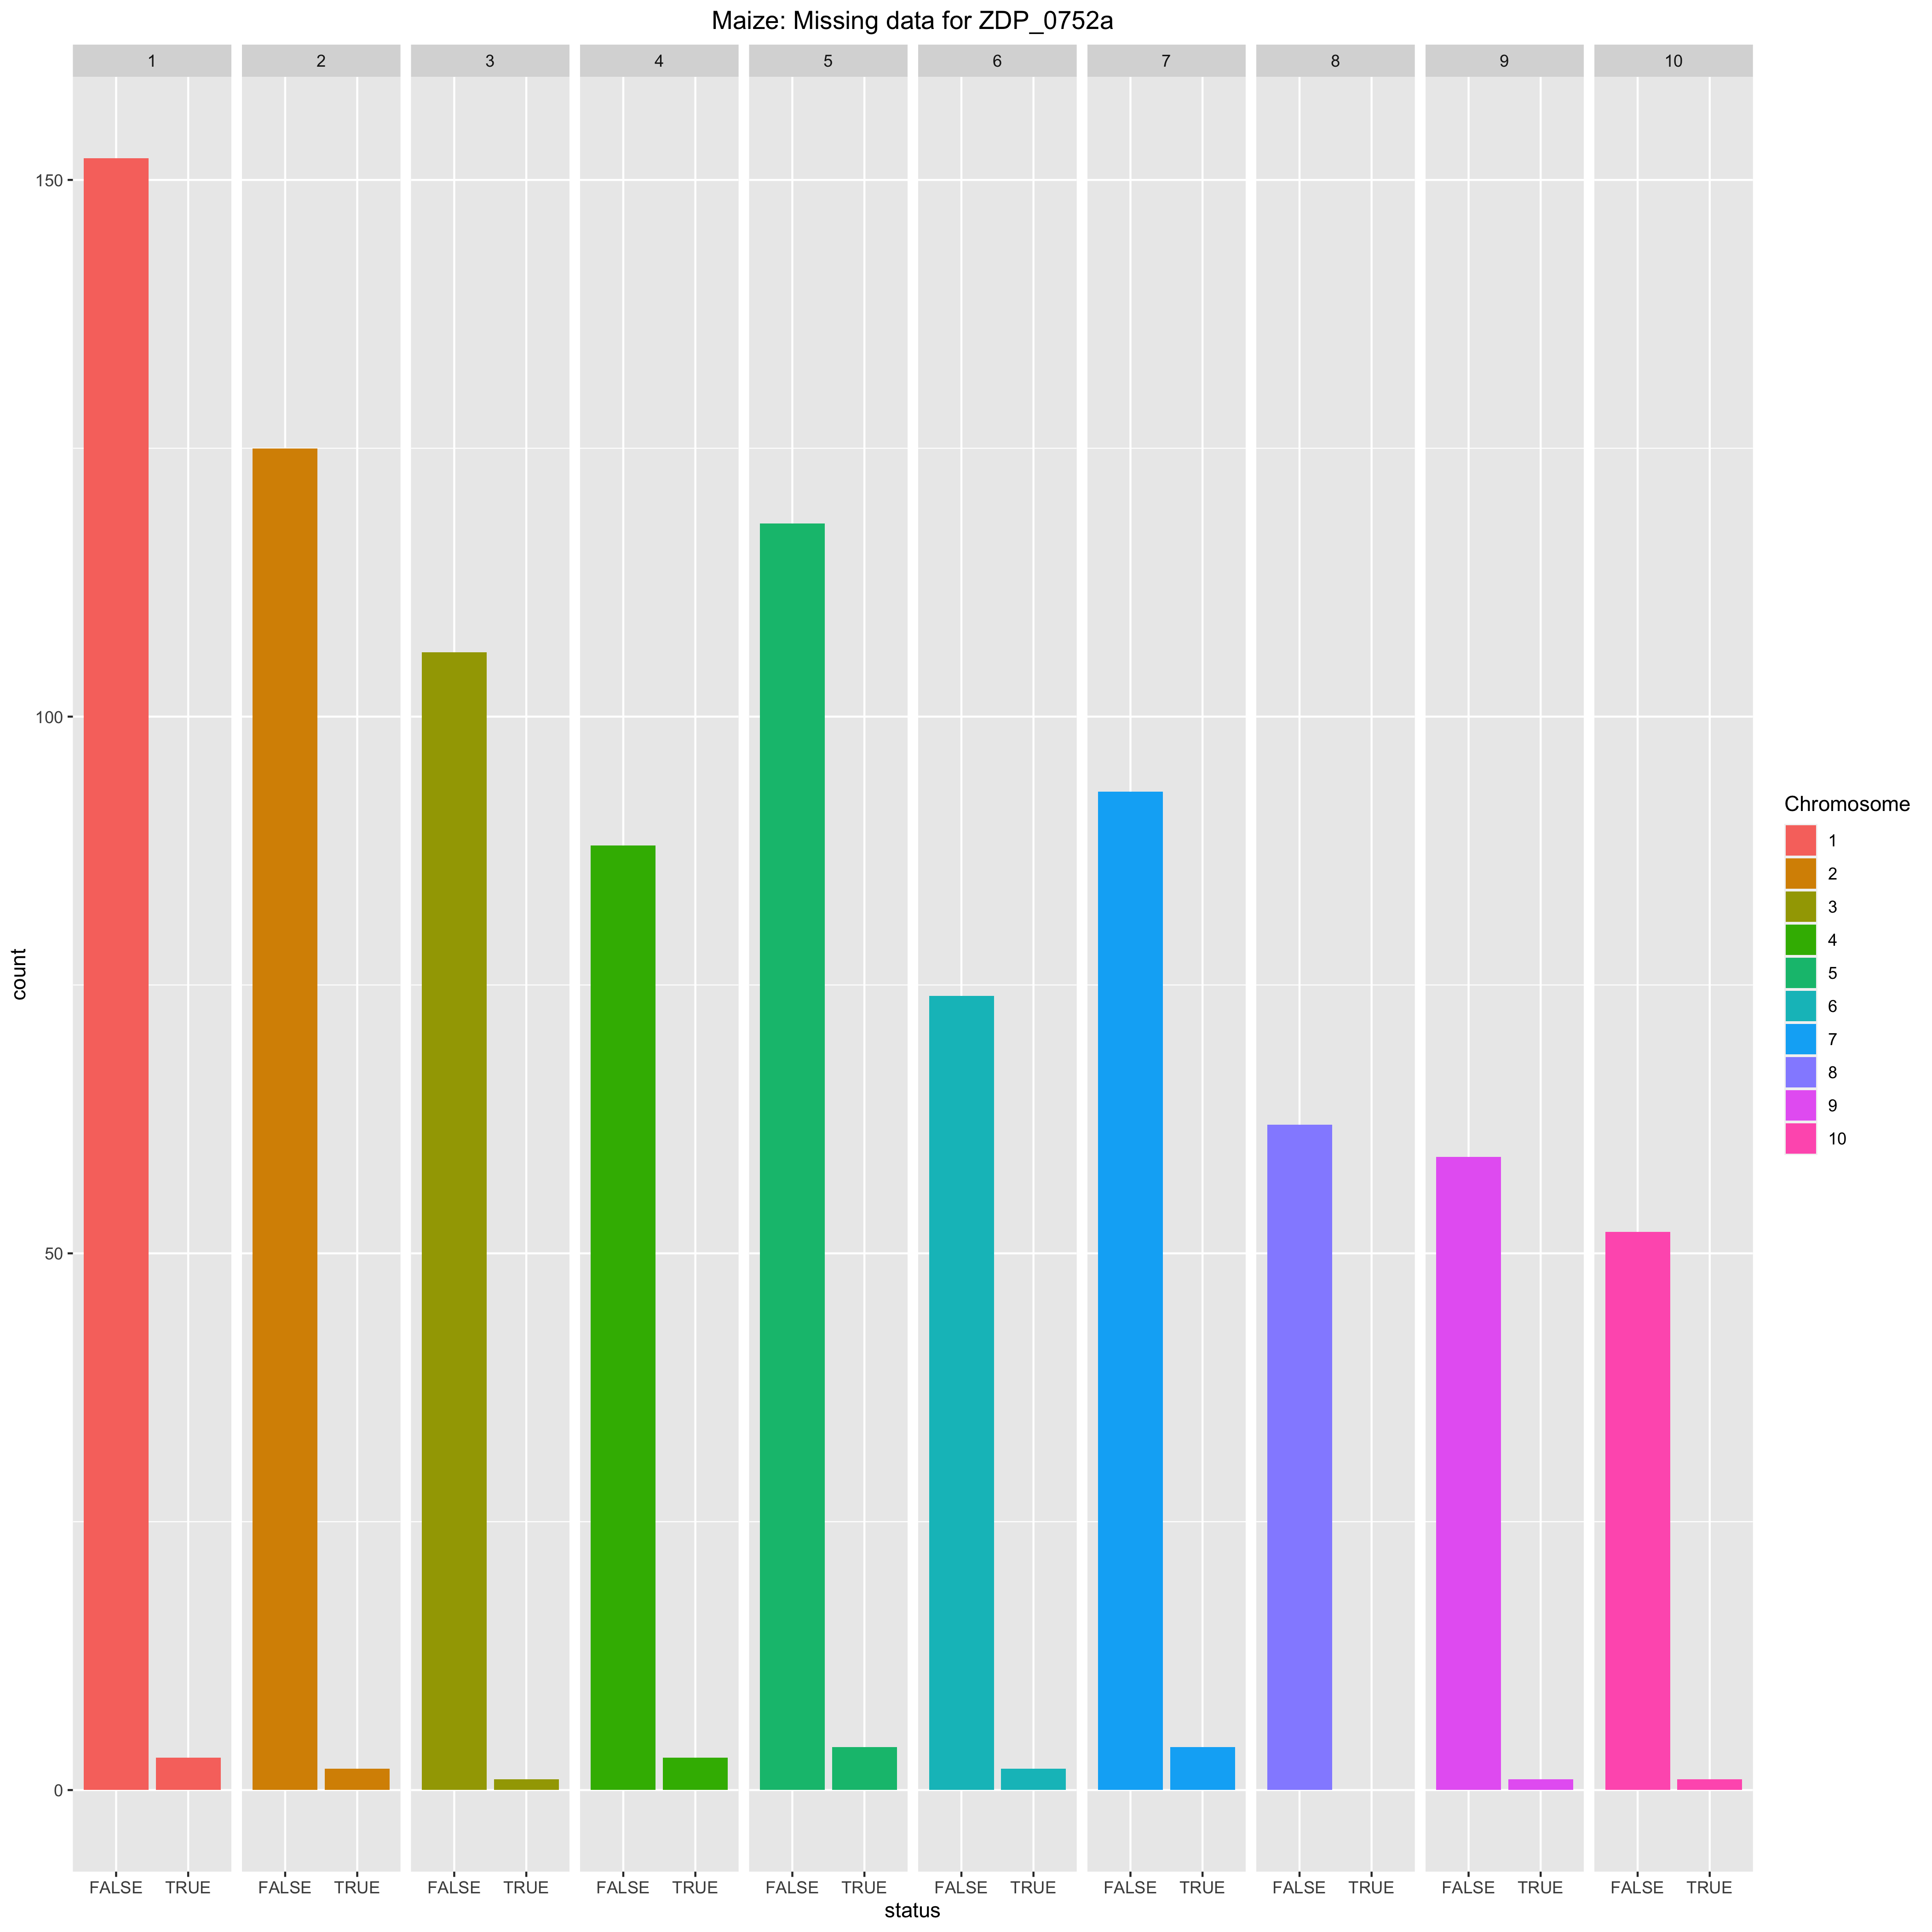 Maize: Missing data for ZDP_0752a
1 2 3 4 5 6 7 8 9 10
150
100
50
0
count
FALSE TRUE FALSE TRUE FALSE TRUE FALSE TRUE FALSE TRUE FALSE TRUE FALSE TRUE FALSE TRUE FALSE TRUE FALSE TRUE
status
Chromosome
1
2
3
4
5
6
7
8
9
10